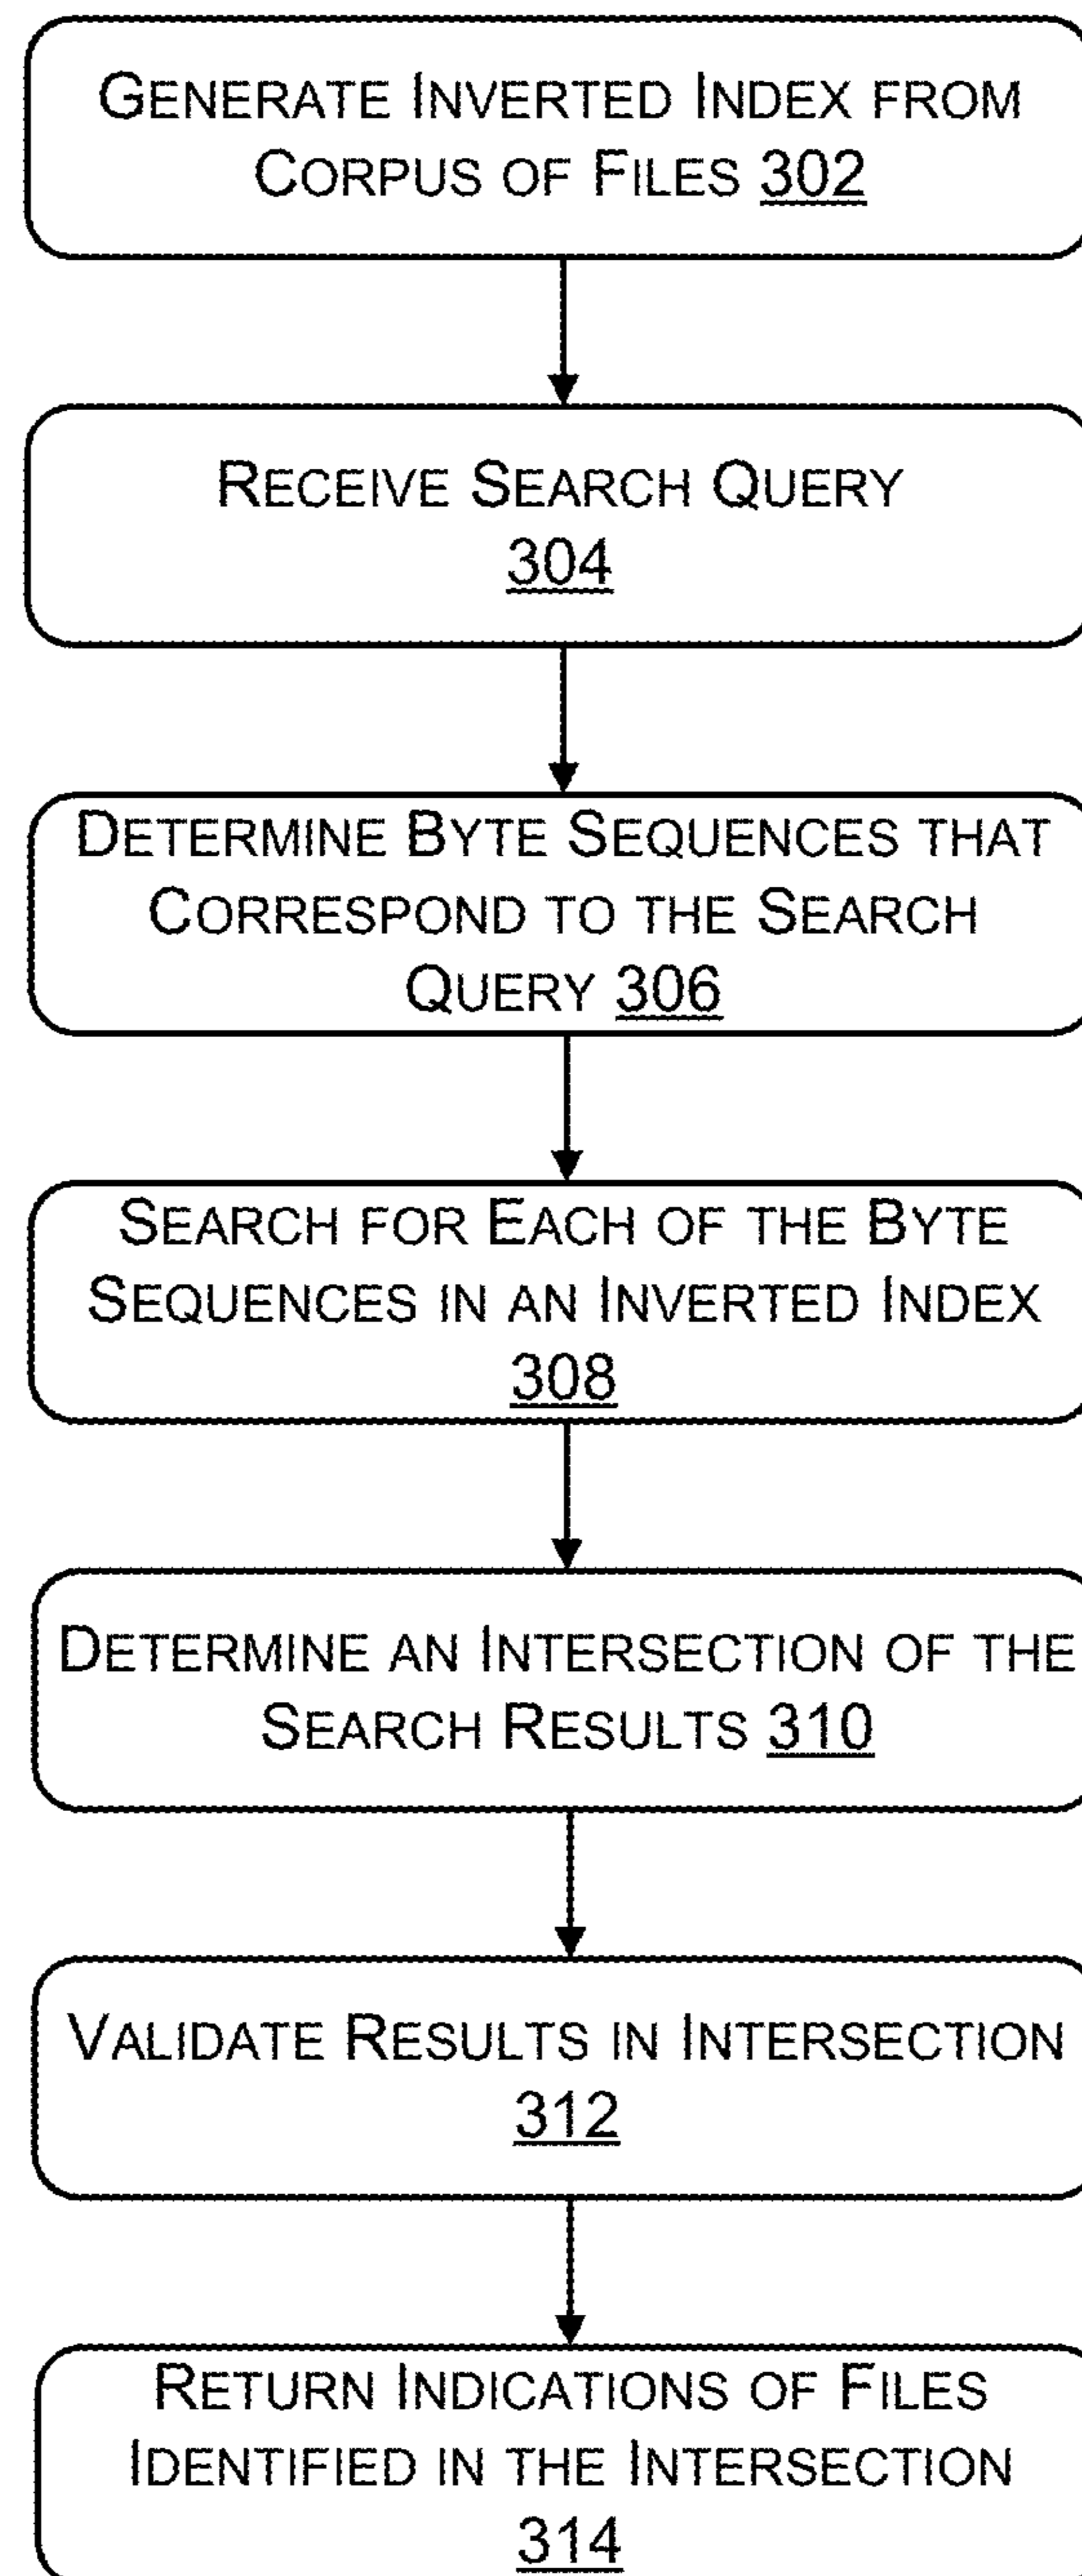 GENERATE INVERTED INDEX FROM
CORPUS OF FILES 302
RECEIVE SEARCH QUERY
304
DETERMINE BYTE SEQUENCES THAT
CORRESPOND TO THE SEARCH
QUERY 306
SEARCH FOR EACH OF THE BYTE
SEQUENCES IN AN INVERTED INDEX
308
DETERMINE AN INTERSECTION OF THE
SEARCH RESULTS 310
VALIDATE RESULTS IN INTERSECTION
312
RETURN INDICATIONS OF FILES
IDENTIFIED IN THE INTERSECTION
314